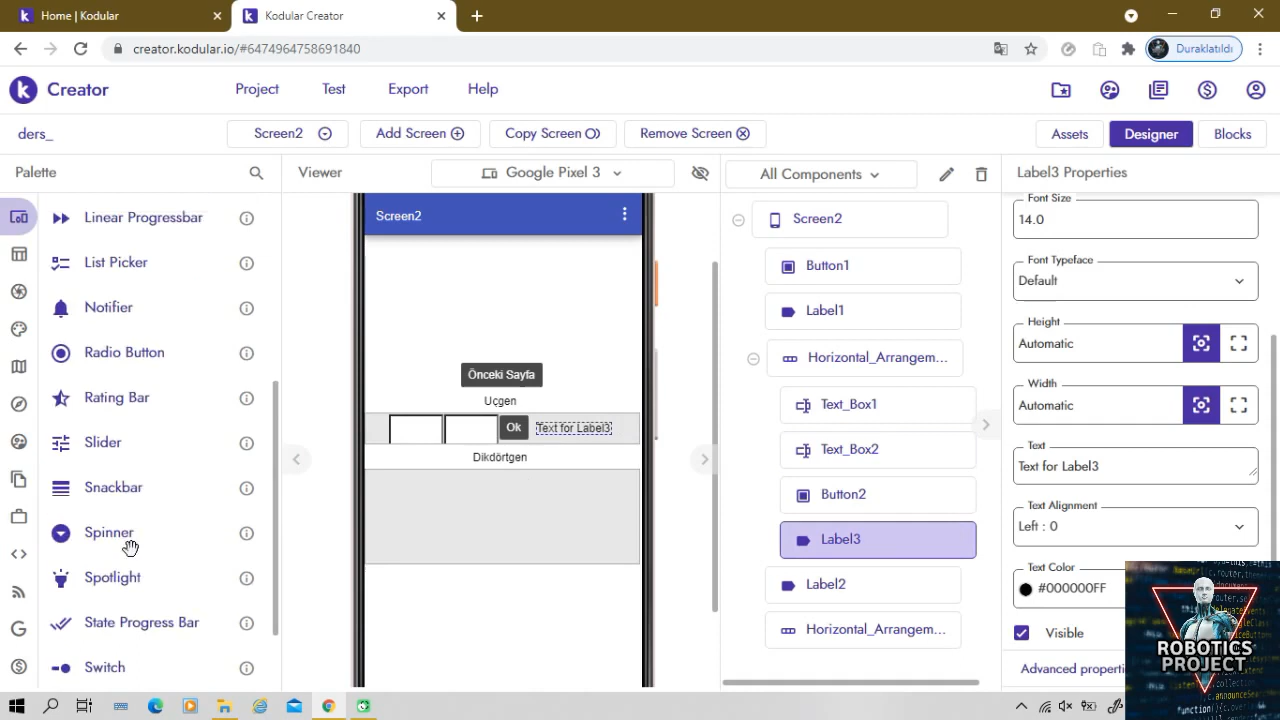 Home | Kodular
Kodular Creator
creator.kodular.io/#6474964758691840
Duraklatıldı
Creator
Project
Test
Export
Help
ders_
Screen2
Add Screen
Copy Screen
Remove Screen
Assets
Designer
Blocks
Palette
Viewer
Google Pixel 3
All Components
Label3 Properties
Linear Progressbar
List Picker
Notifier
Radio Button
Rating Bar
Slider
Snackbar
Spinner
Spotlight
State Progress Bar
Switch
Screen2
Önceki Sayfa
Uçgen
Ok
Text for Label3
Dikdörtgen
Screen2
Button1
Label1
Horizontal_Arrangem...
Text_Box1
Text_Box2
Button2
Label3
Label2
Horizontal_Arrangem...
Font Size
14.0
Font Typeface
Default
Height
Automatic
Width
Automatic
Text
Text for Label3
Text Alignment
Left : 0
Text Color
#000000FF
Visible
Advanced properti
ROBOTICS
PROJECT